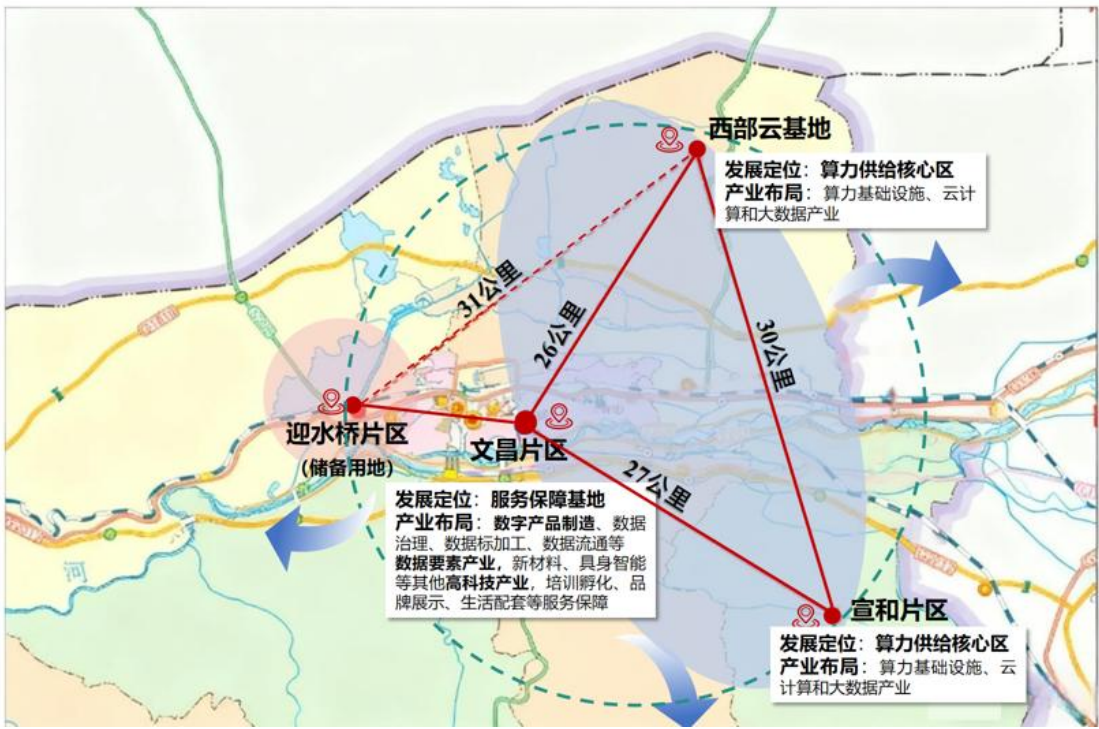 西部云基地
发展定位：算力供给核心区
产业布局：算力基础设施、云计
算和大数据产业
31公里
26公里
30公里
迎水桥片区
（储备用地）
文昌片区
27公里
发展定位：服务保障基地
产业布局：数字产品制造、数据
治理、数据标加工、数据流通等
数据要素产业，新材料、具身智能
等其他高科技产业，培训孵化、品
牌展示、生活配套等服务保障
宣和片区
发展定位：算力供给核心区
产业布局：算力基础设施、云
计算和大数据产业
河